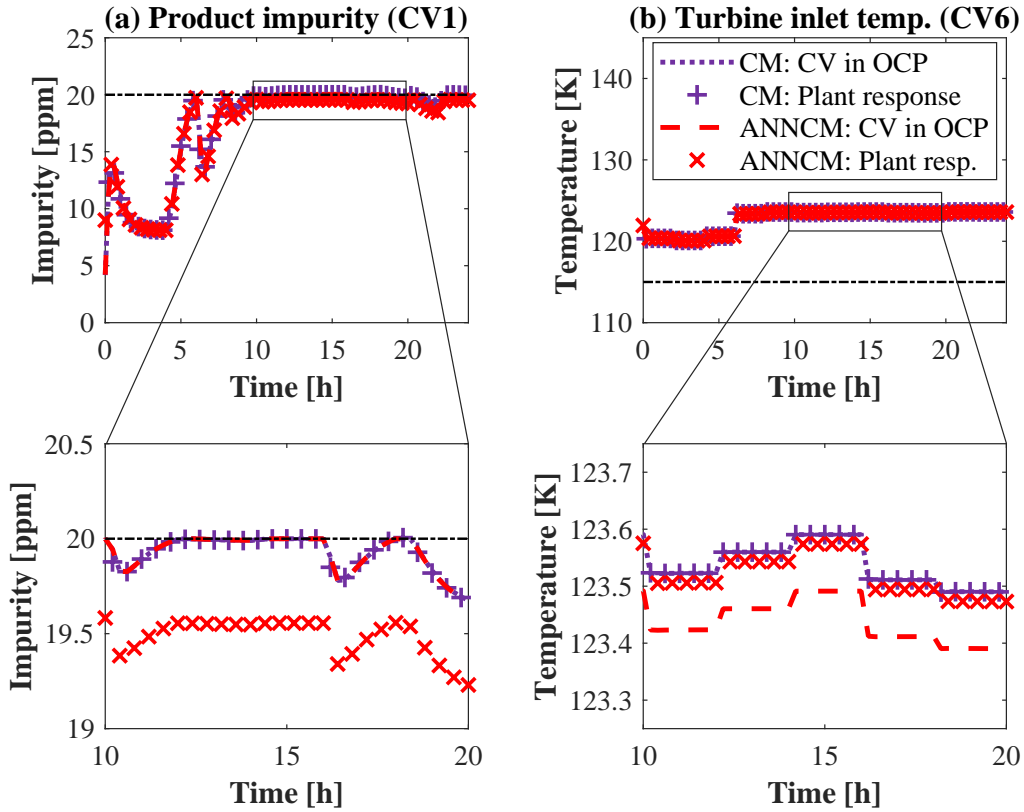 (a) Product impurity (CV1)
25
20
15
10
5
0
0 5 10 15 20
Impurity [ppm]
Time [h]
(b) Turbine inlet temp. (CV6)
140
130
120
110
0 5 10 15 20
Temperature [K]
Time [h]
CM: CV in OCP
CM: Plant response
ANNCM: CV in OCP
ANNCM: Plant resp.
20.5
20
19.5
19
10 15 20
Impurity [ppm]
Time [h]
123.7
123.6
123.5
123.4
123.3
10 15 20
Temperature [K]
Time [h]